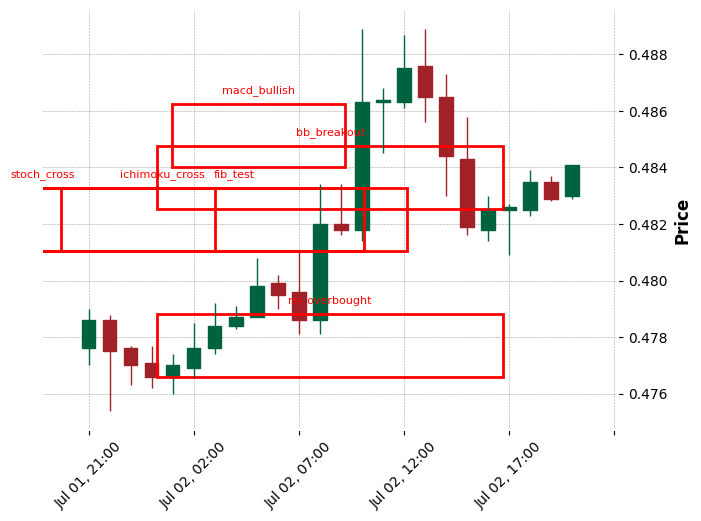 0.488
macd_bullish
0.486
bb_breakout
0.484
stoch_cross
ichimoku_cross
fib_test
0.482
Price
0.480
rsi_overbought
0.478
0.476
Jul 01, 21:00
Jul 02, 02:00
Jul 02, 07:00
Jul 02, 12:00
Jul 02, 17:00